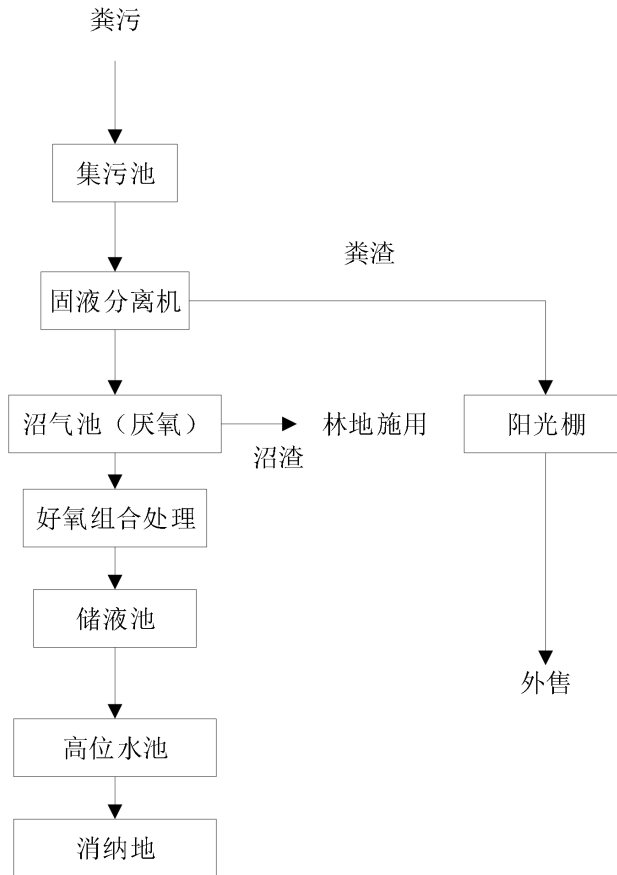 粪污
集污池
粪渣
固液分离机
沼气池（厌氧）
林地施用
阳光棚
沼渣
好氧组合处理
储液池
外售
高位水池
消纳地